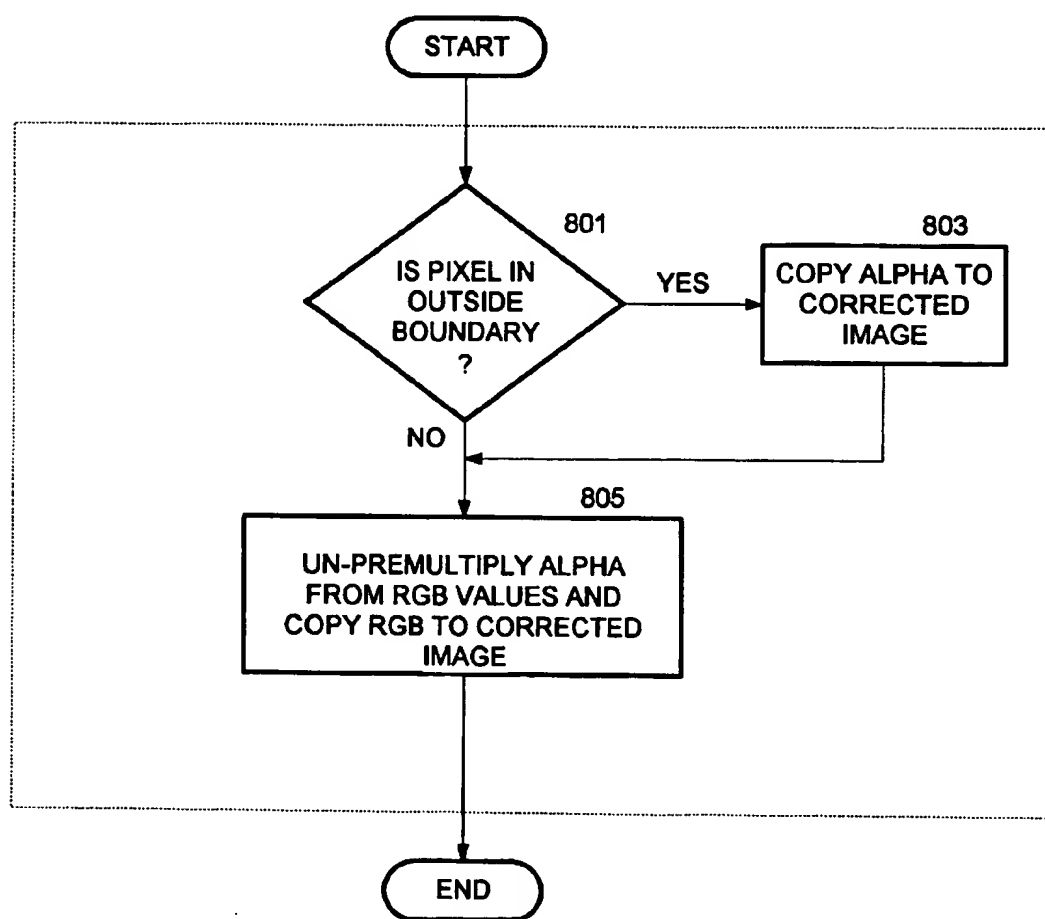 START
801
IS PIXEL IN
OUTSIDE
BOUNDARY
?
YES
803
COPY ALPHA TO
CORRECTED
IMAGE
NO
805
UN-PREMULTIPLY ALPHA
FROM RGB VALUES AND
COPY RGB TO CORRECTED
IMAGE
END